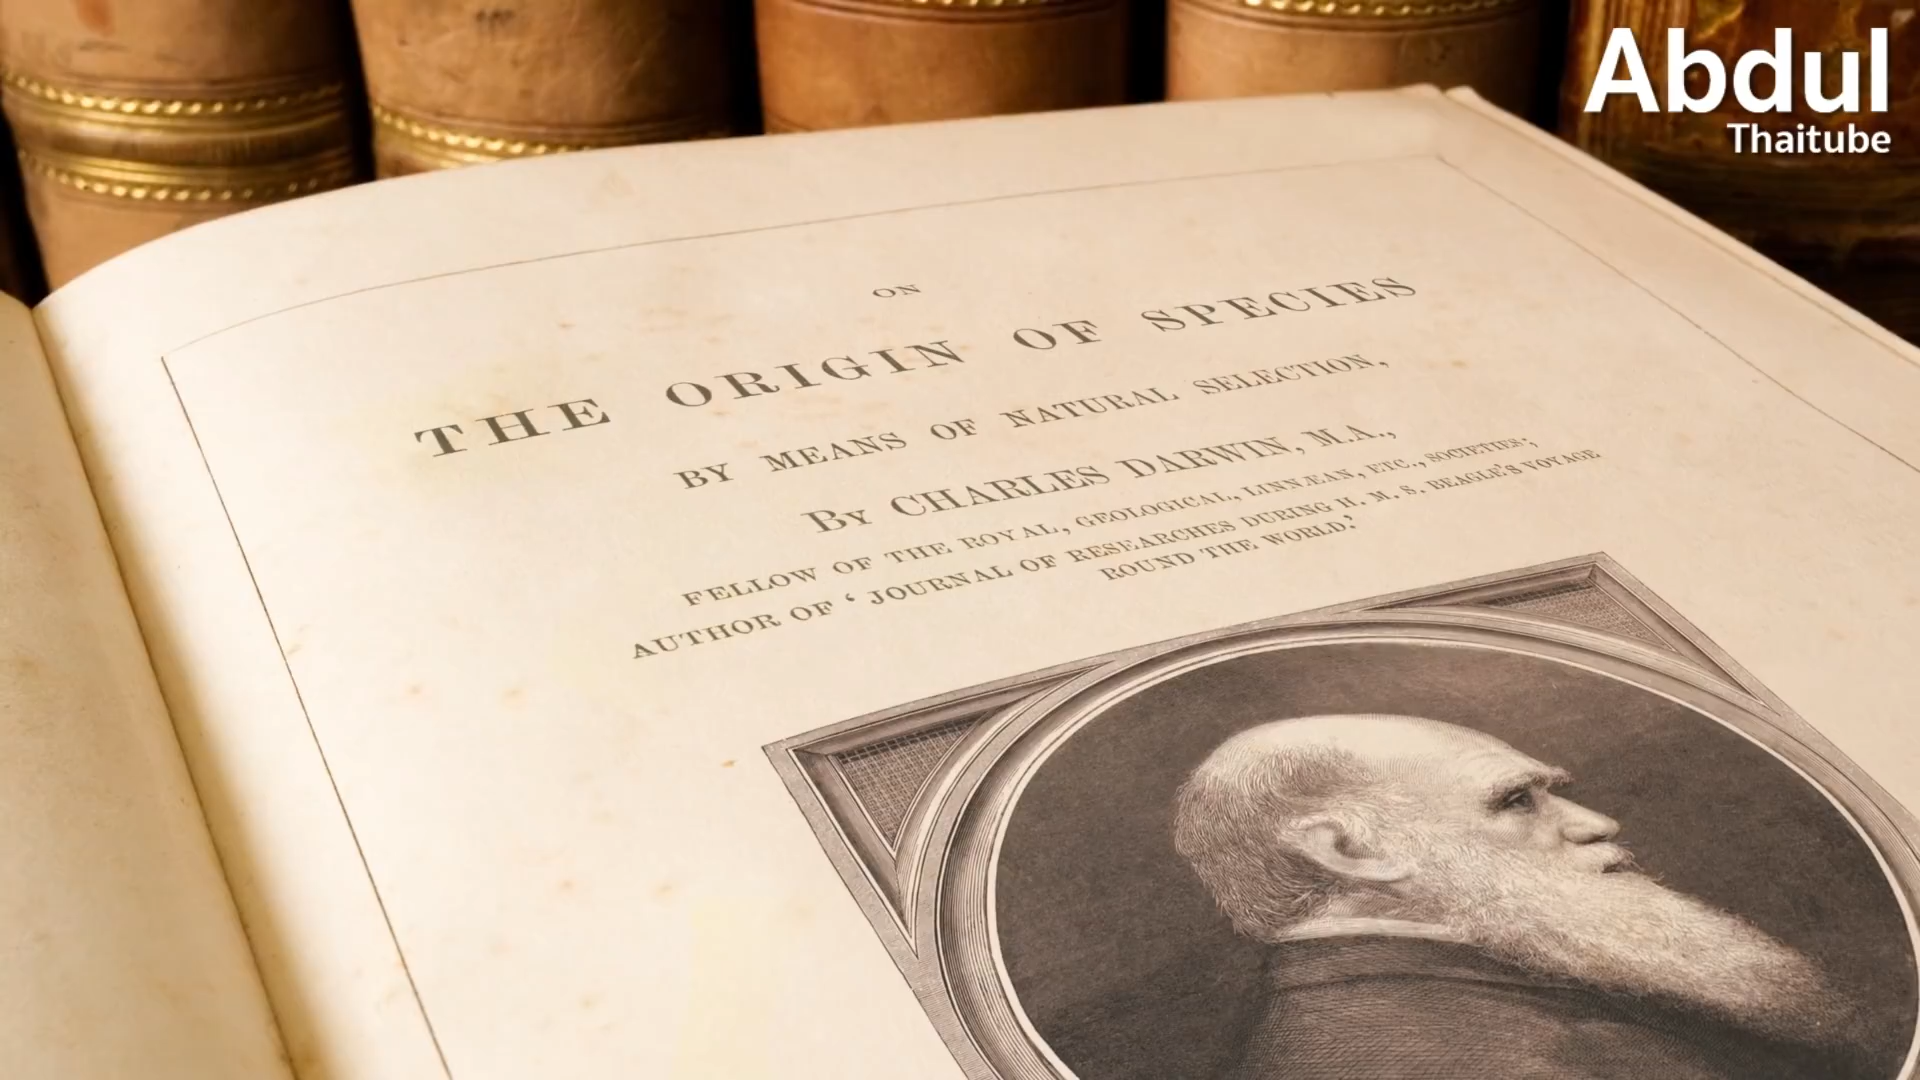 Abdul
Thaitube
ON
THE ORIGIN OF SPECIES
BY MEANS OF NATURAL SELECTION,
BY CHARLES DARWIN, M.A.,
FELLOW OF THE ROYAL, GEOLOGICAL, LINNÆAN, ETC., SOCIETIES;
AUTHOR OF ‘ JOURNAL OF RESEARCHES DURING H. M. S. BEAGLE'S VOYAGE
ROUND THE WORLD.’